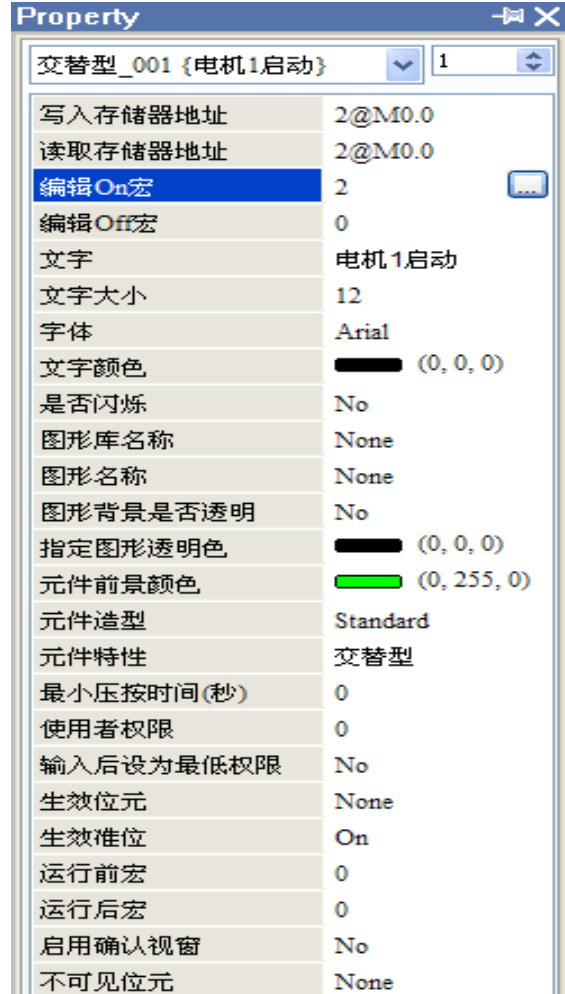 Property
交替型_001 {电机1启动} 1
写入存储器地址 2@M0.0
读取存储器地址 2@M0.0
编辑On宏 2 ...
编辑Off宏 0
文字 电机1启动
文字大小 12
字体 Arial
文字颜色 (0, 0, 0)
是否闪烁 No
图形库名称 None
图形名称 None
图形背景是否透明 No
指定图形透明色 (0, 0, 0)
元件前景颜色 (0, 255, 0)
元件造型 Standard
元件特性 交替型
最小压按时间(秒) 0
使用者权限 0
输入后设为最低权限 No
生效位元 None
生效准位 On
运行前宏 0
运行后宏 0
启用确认视窗 No
不可见位元 None